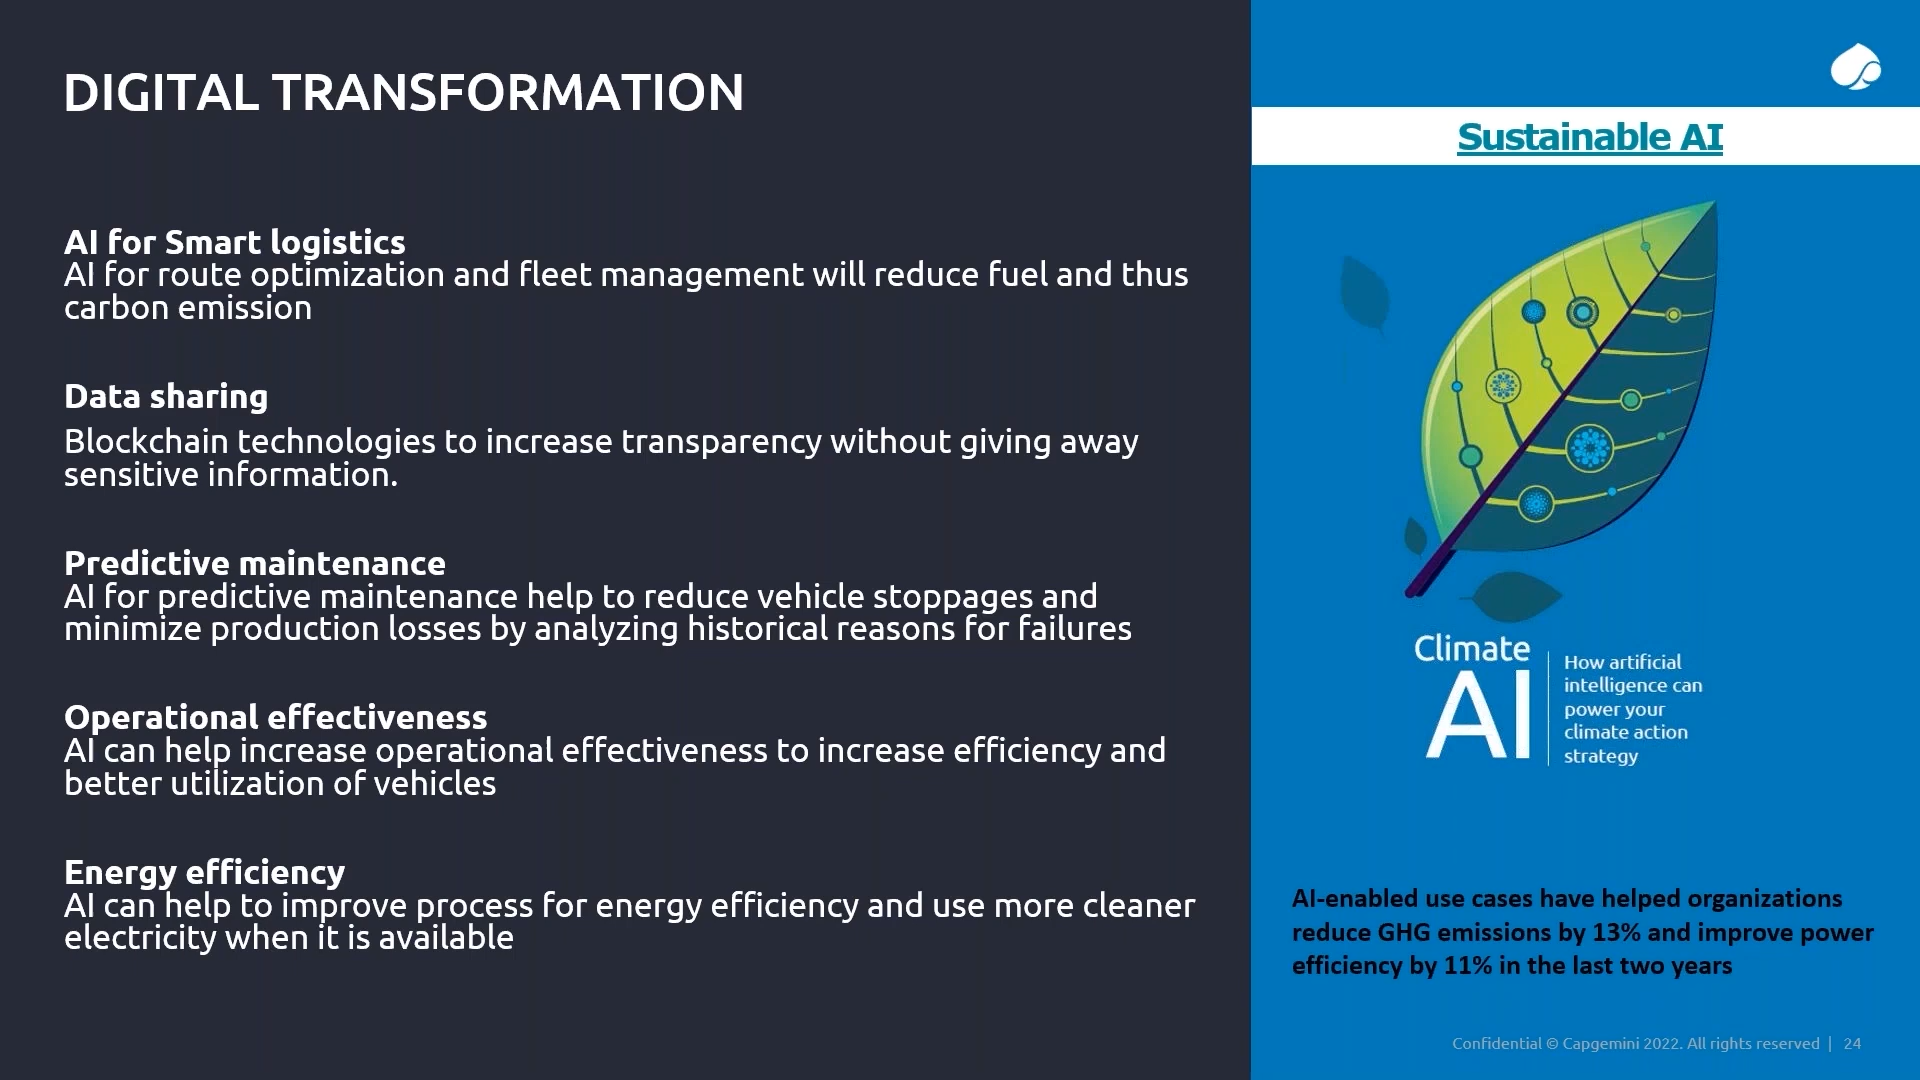 DIGITAL TRANSFORMATION
AI for Smart logistics
AI for route optimization and fleet management will reduce fuel and thus
carbon emission
Data sharing
Blockchain technologies to increase transparency without giving away
sensitive information.
Predictive maintenance
AI for predictive maintenance help to reduce vehicle stoppages and
minimize production losses by analyzing historical reasons for failures
Operational effectiveness
AI can help increase operational effectiveness to increase efficiency and
better utilization of vehicles
Energy efficiency
AI can help to improve process for energy efficiency and use more cleaner
electricity when it is available
Sustainable AI
Climate
AI
How artificial
intelligence can
power your
climate action
strategy
AI-enabled use cases have helped organizations
reduce GHG emissions by 13% and improve power
efficiency by 11% in the last two years
Confidential © Capgemini 2022. All rights reserved | 24